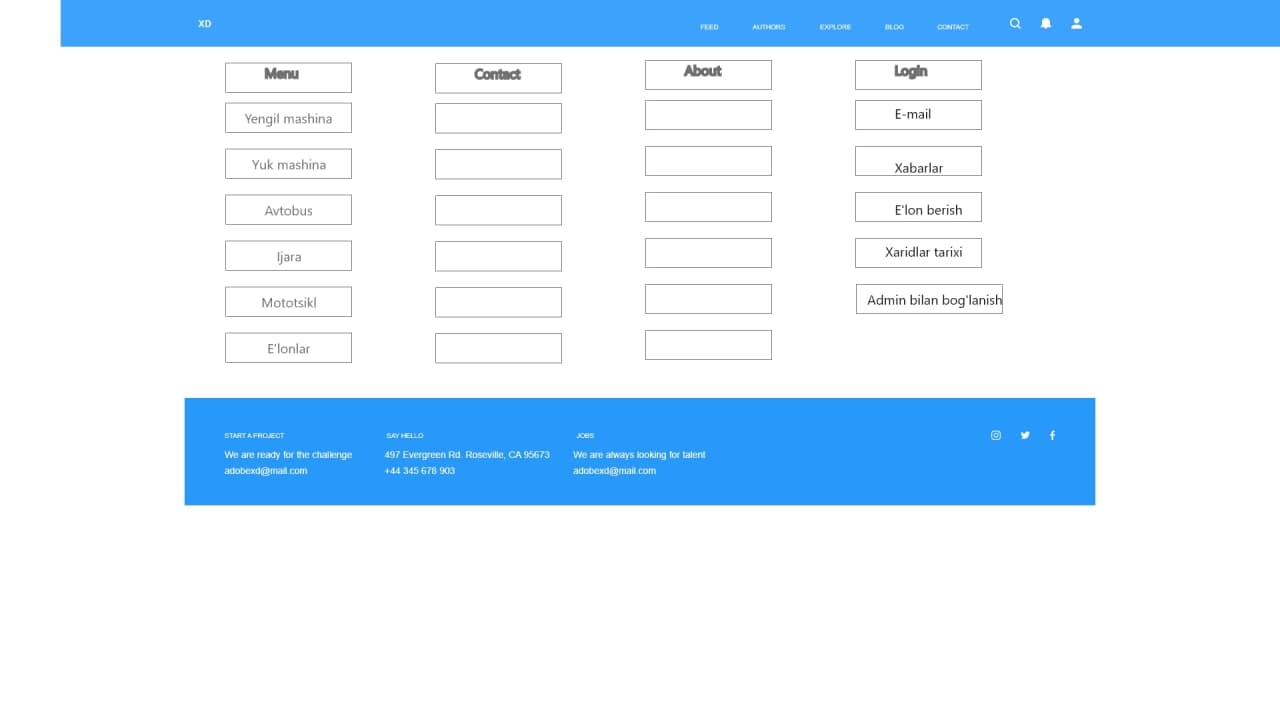 XD
FEED AUTHORS EXPLORE BLOG CONTACT
Menu
Yengil mashina
Yuk mashina
Avtobus
Ijara
Mototsikl
E'lonlar
Contact
About
Login
E-mail
Xabarlar
E'lon berish
Xaridlar tarixi
Admin bilan bog'lanish
START A PROJECT
We are ready for the challenge
adobexd@mail.com
SAY HELLO
497 Evergreen Rd. Roseville, CA 95673
+44 345 678 903
JOBS
We are always looking for talent
adobexd@mail.com